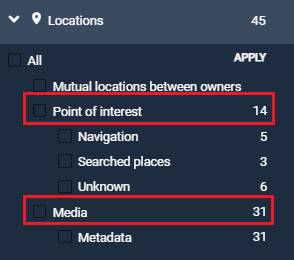 Locations 45
All APPLY
Mutual locations between owners
Point of interest 14
Navigation 5
Searched places 3
Unknown 6
Media 31
Metadata 31